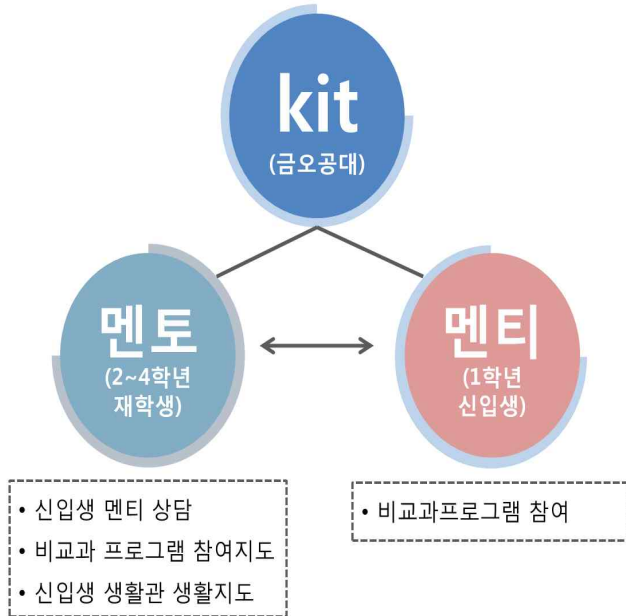 kit
(금오공대)
멘토
(2~4학년
재학생)
멘티
(1학년
신입생)
• 신입생 멘티 상담
• 비교과 프로그램 참여지도
• 신입생 생활관 생활지도
• 비교과프로그램 참여